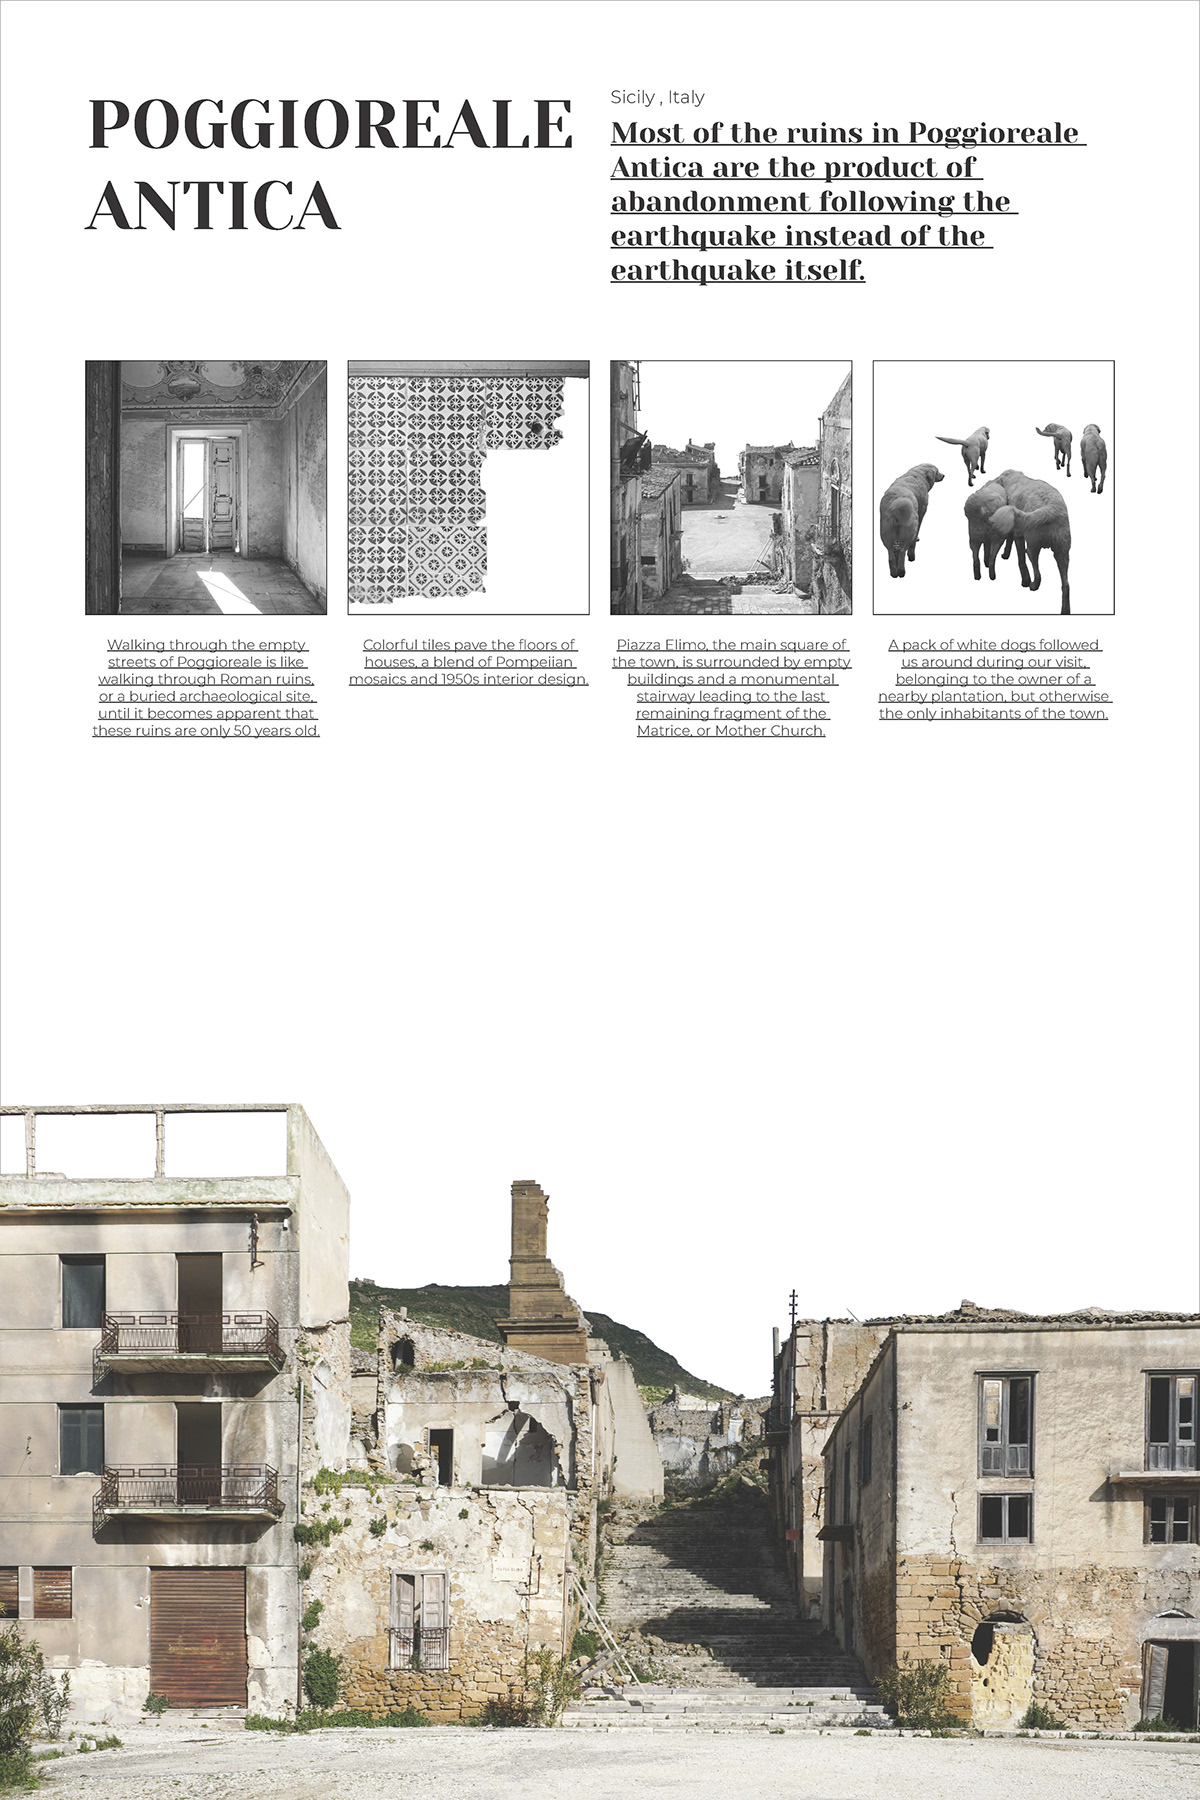 POGGIOREALE
ANTICA
Sicily , Italy
Most of the ruins in Poggioreale
Antica are the product of
abandonment following the
earthquake instead of the
earthquake itself.
Walking through the empty
streets of Poggioreale is like
walking through Roman ruins,
or a buried archaeological site,
until it becomes apparent that
these ruins are only 50 years old.
Colorful tiles pave the floors of
houses, a blend of Pompeiian
mosaics and 1950s interior design.
Piazza Elimo, the main square of
the town, is surrounded by empty
buildings and a monumental
stairway leading to the last
remaining fragment of the
Matrice, or Mother Church.
A pack of white dogs followed
us around during our visit,
belonging to the owner of a
nearby plantation, but otherwise
the only inhabitants of the town.